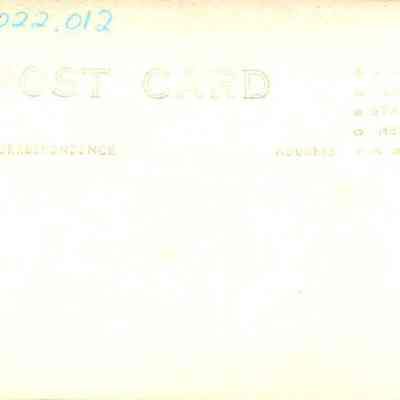 022.012
POST CARD
CORRESPONDENCE ADDRESS